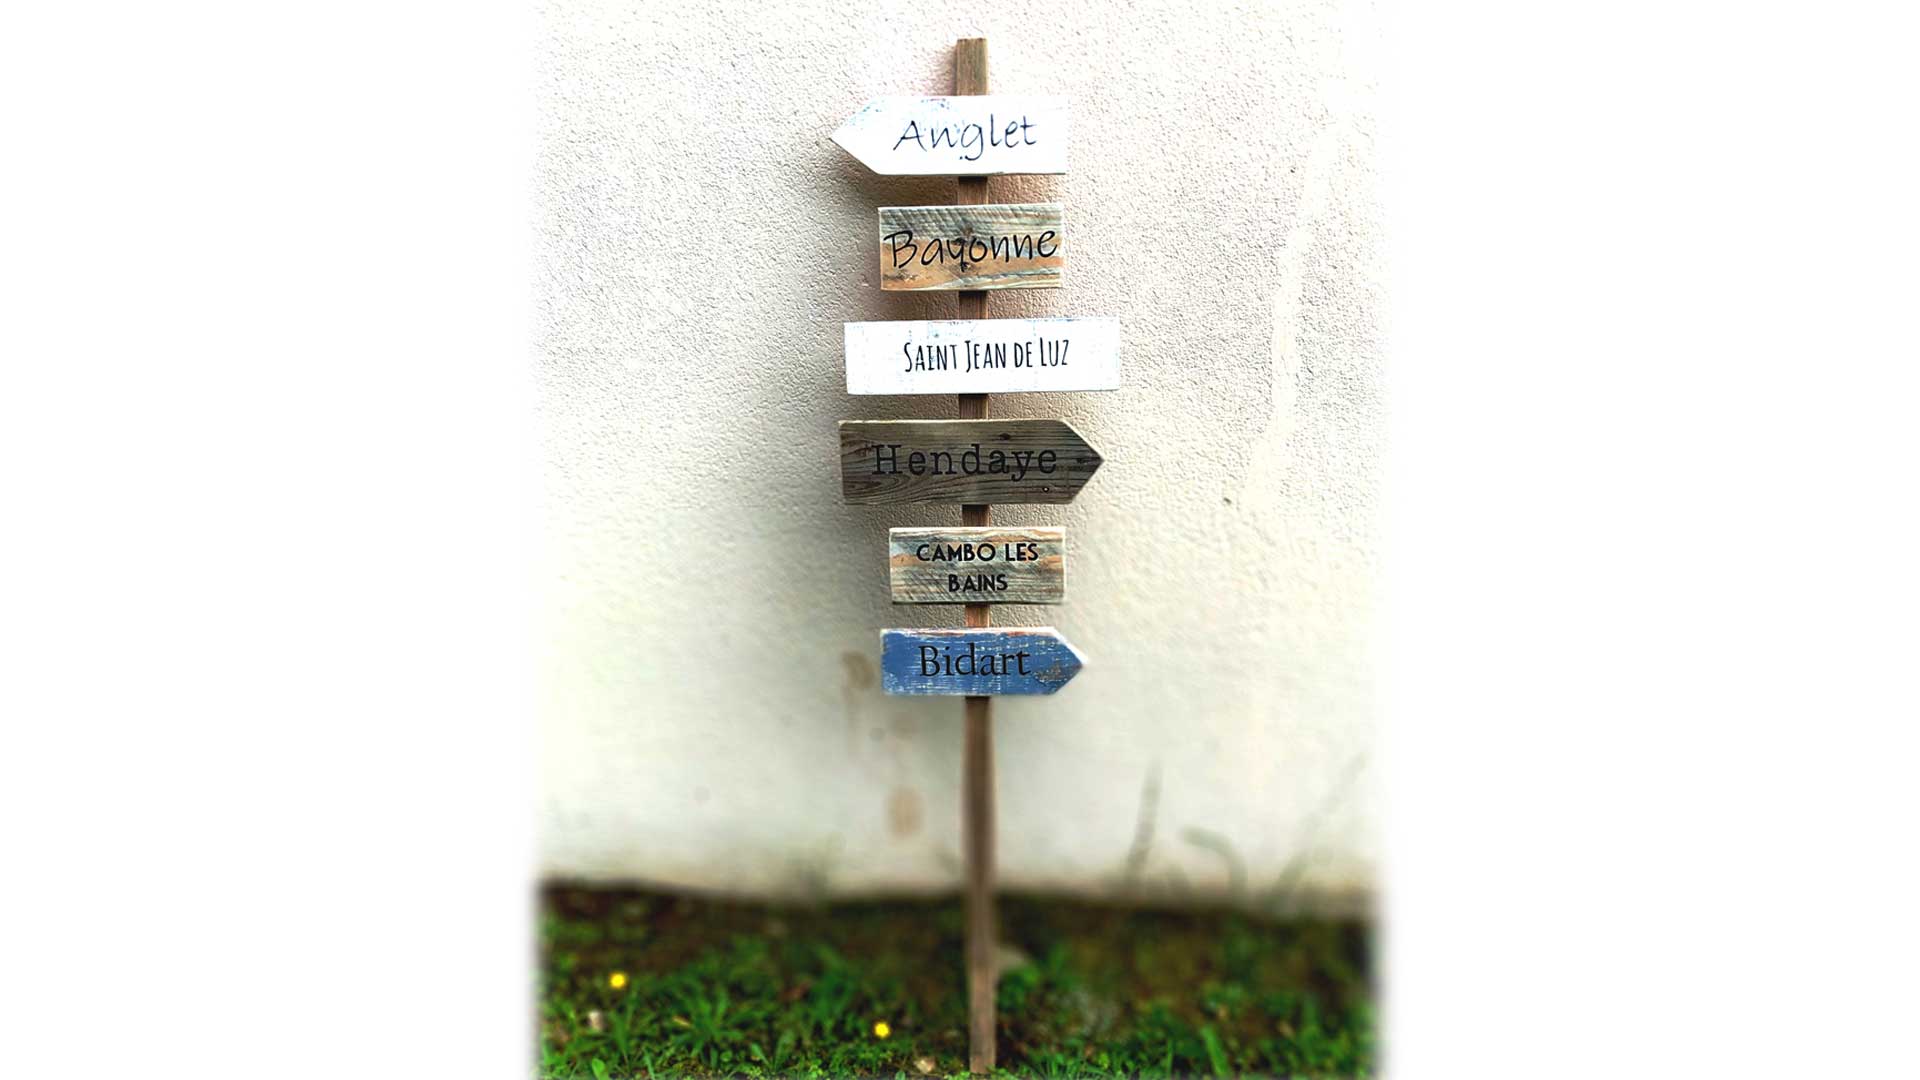 Anglet
Bayonne
SAINT JEAN DE LUZ
Hendaye
CAMBO LES
BAINS
Bidart